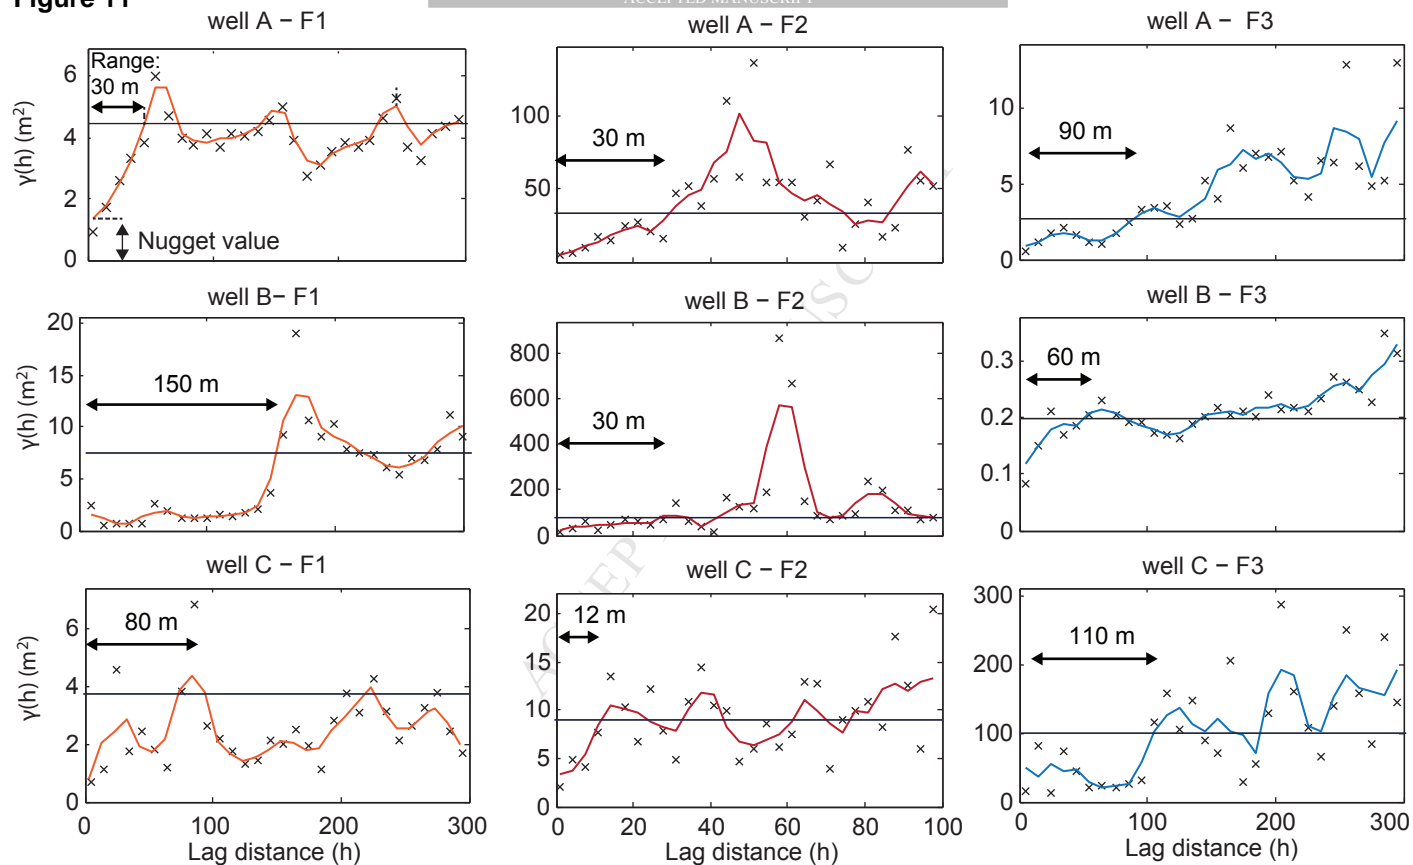 Figure 11
ACCEPTED MANUSCRIPT
well A − F1
well A − F2
well A − F3
γ(h) (m²)
6
4
2
0
Range:
30 m
Nugget value
100
50
0
30 m
10
5
0
90 m
well B− F1
well B − F2
well B − F3
γ(h) (m²)
20
15
10
5
0
150 m
800
600
400
200
0
30 m
0.3
0.2
0.1
0
60 m
well C − F1
well C − F2
well C − F3
γ(h) (m²)
6
4
2
0
80 m
20
15
10
5
0
12 m
300
200
100
0
110 m
0 100 200 300
0 20 40 60 80 100
0 100 200 300
Lag distance (h)
Lag distance (h)
Lag distance (h)